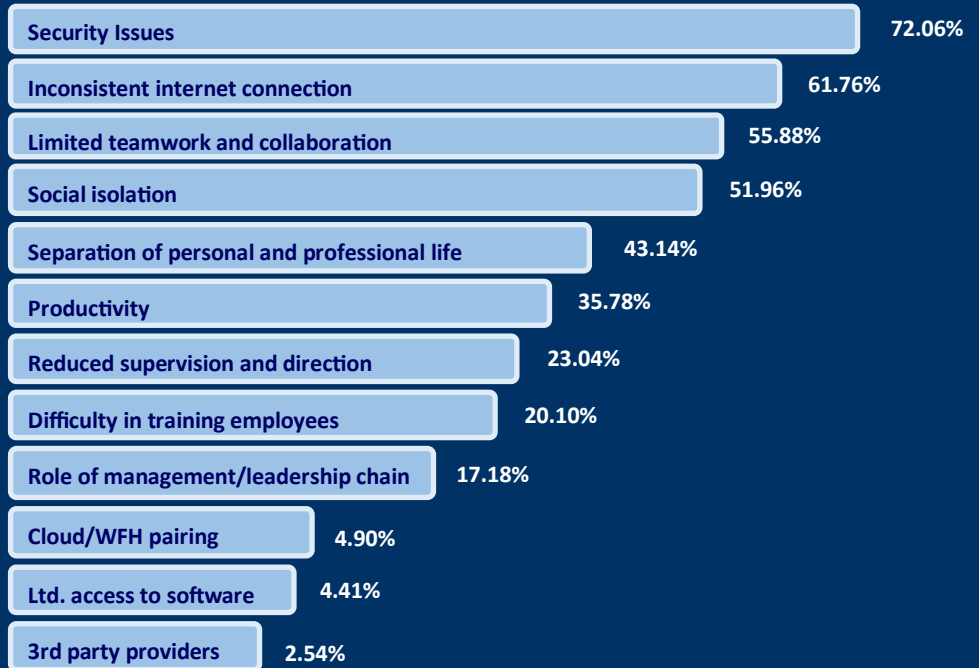 Security Issues 72.06%
Inconsistent internet connection 61.76%
Limited teamwork and collaboration 55.88%
Social isolation 51.96%
Separation of personal and professional life 43.14%
Productivity 35.78%
Reduced supervision and direction 23.04%
Difficulty in training employees 20.10%
Role of management/leadership chain 17.18%
Cloud/WFH pairing 4.90%
Ltd. access to software 4.41%
3rd party providers 2.54%